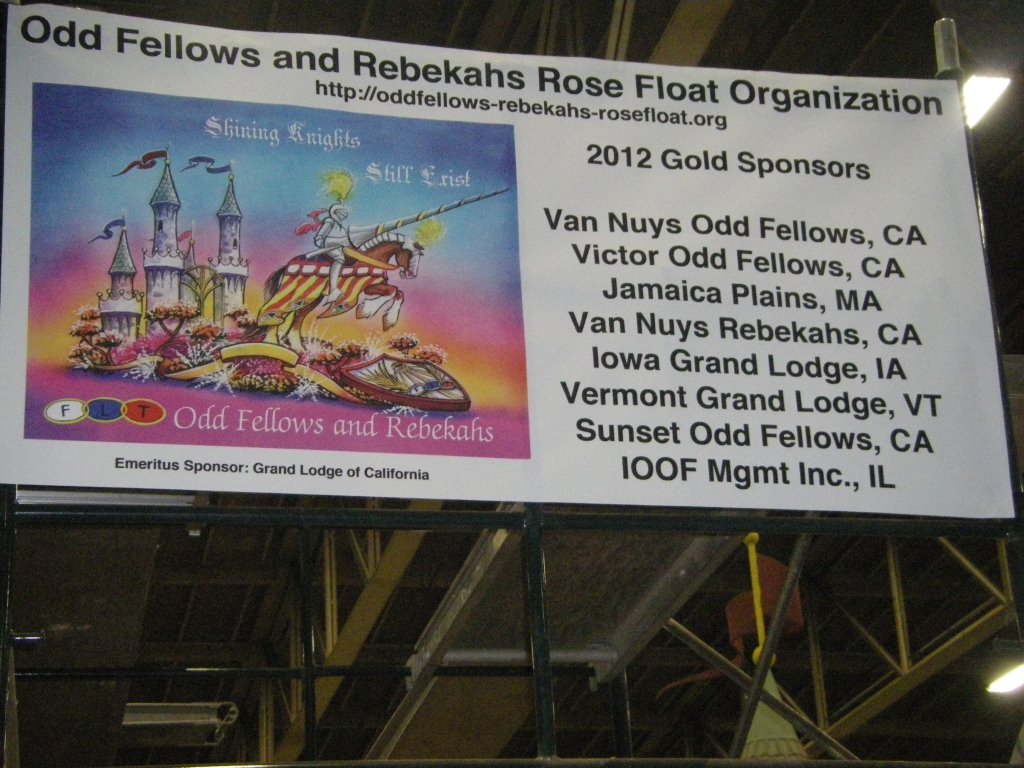 Odd Fellows and Rebekahs Rose Float Organization
http://oddfellows-rebekahs-rosefloat.org
Shining Knights
Still Exist
2012 Gold Sponsors
Van Nuys Odd Fellows, CA
Victor Odd Fellows, CA
Jamaica Plains, MA
Van Nuys Rebekahs, CA
Iowa Grand Lodge, IA
Vermont Grand Lodge, VT
Sunset Odd Fellows, CA
IOOF Mgmt Inc., IL
F L T
Odd Fellows and Rebekahs
Emeritus Sponsor: Grand Lodge of California